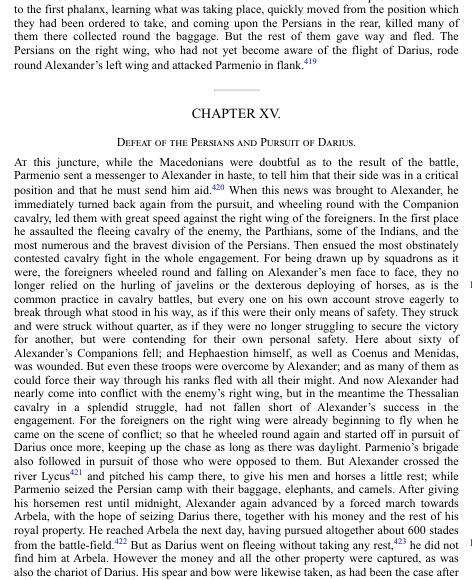 to the first phalanx, learning what was taking place, quickly moved from the position which
they had been ordered to take, and coming upon the Persians in the rear, killed many of
them there collected round the baggage. But the rest of them gave way and fled. The
Persians on the right wing, who had not yet become aware of the flight of Darius, rode
round Alexander's left wing and attacked Parmenio in flank.419
CHAPTER XV.
DEFEAT OF THE PERSIANS AND PURSUIT OF DARIUS.
AT this juncture, while the Macedonians were doubtful as to the result of the battle,
Parmenio sent a messenger to Alexander in haste, to tell him that their side was in a critical
position and that he must send him aid.420 When this news was brought to Alexander, he
immediately turned back again from the pursuit, and wheeling round with the Companion
cavalry, led them with great speed against the right wing of the foreigners. In the first place
he assaulted the fleeing cavalry of the enemy, the Parthians, some of the Indians, and the
most numerous and the bravest division of the Persians. Then ensued the most obstinately
contested cavalry fight in the whole engagement. For being drawn up by squadrons as it
were, the foreigners wheeled round and falling on Alexander's men face to face, they no
longer relied on the hurling of javelins or the dexterous deploying of horses, as is the
common practice in cavalry battles, but every one on his own account strove eagerly to
break through what stood in his way, as if this were their only means of safety. They struck
and were struck without quarter, as if they were no longer struggling to secure the victory
for another, but were contending for their own personal safety. Here about sixty of
Alexander's Companions fell; and Hephaestion himself, as well as Coenus and Menidas,
was wounded. But even these troops were overcome by Alexander; and as many of them as
could force their way through his ranks fled with all their might. And now Alexander had
nearly come into conflict with the enemy's right wing, but in the meantime the Thessalian
cavalry in a splendid struggle, had not fallen short of Alexander's success in the
engagement. For the foreigners on the right wing were already beginning to fly when he
came on the scene of conflict; so that he wheeled round again and started off in pursuit of
Darius once more, keeping up the chase as long as there was daylight. Parmenio's brigade
also followed in pursuit of those who were opposed to them. But Alexander crossed the
river Lycus421 and pitched his camp there, to give his men and horses a little rest; while
Parmenio seized the Persian camp with their baggage, elephants, and camels. After giving
his horsemen rest until midnight, Alexander again advanced by a forced march towards
Arbela, with the hope of seizing Darius there, together with his money and the rest of his
royal property. He reached Arbela the next day, having pursued altogether about 600 stades
from the battle-field.422 But as Darius went on fleeing without taking any rest,423 he did not
find him at Arbela. However the money and all the other property were captured, as was
also the chariot of Darius. His spear and bow were likewise taken, as had been the case after